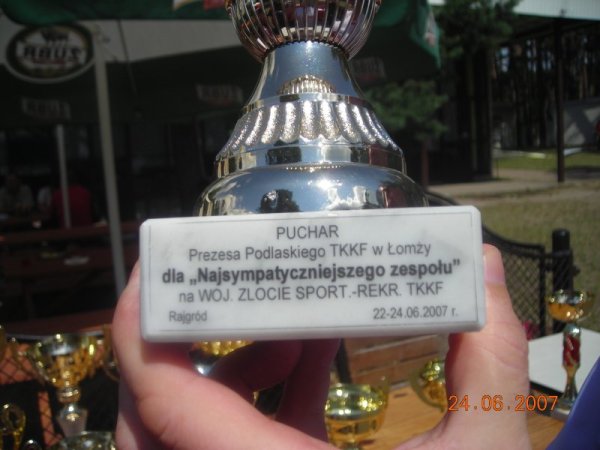 ABUS
PUCHAR
Prezesa Podlaskiego TKKF w Łomży
dla „Najsympatyczniejszego zespołu”
na WOJ. ZLOCIE SPORT.-REKR. TKKF
Rajgród 22-24.06.2007 r.
24.06.2007